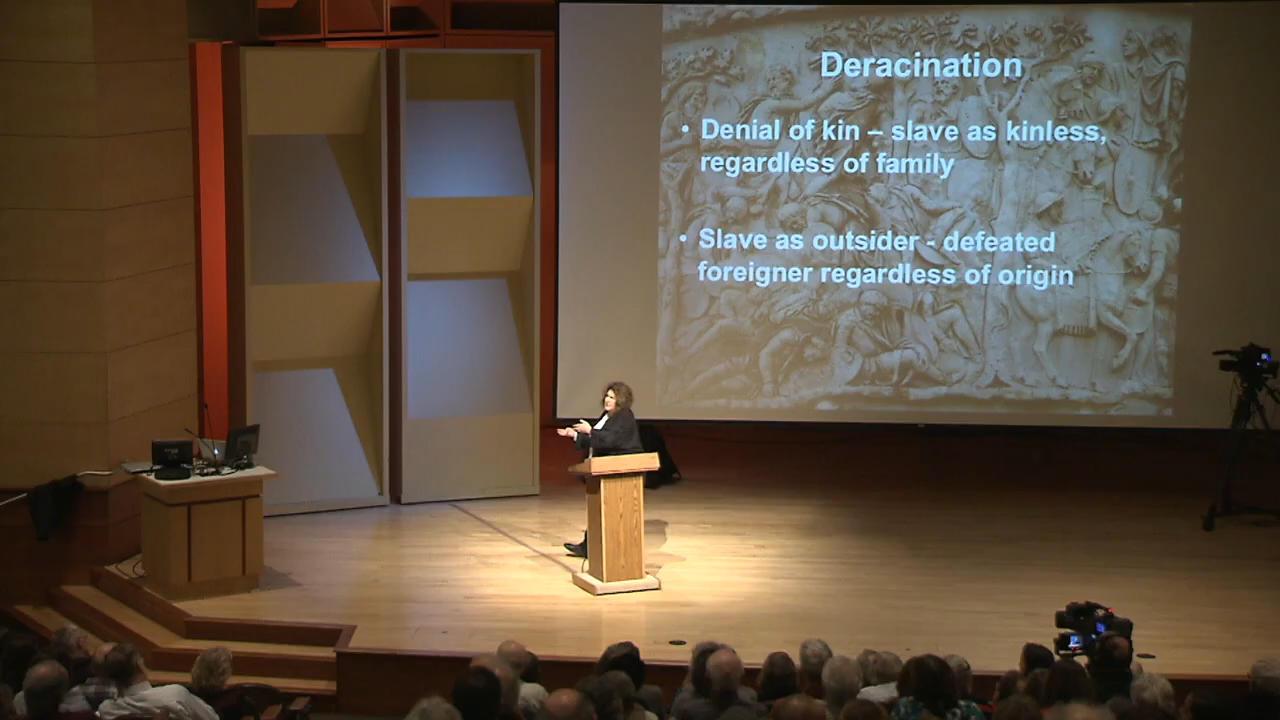 Deracination
• Denial of kin – slave as kinless,
regardless of family
• Slave as outsider - defeated
foreigner regardless of origin